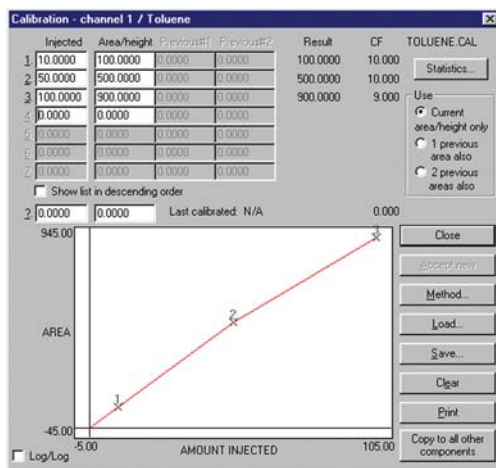 Calibration - channel 1 / Toluene
Injected Area/height Previous#1 Previous#2 Result CF TOLUENE.CAL
1 10.0000 100.0000 0.0000 0.0000 100.0000 10.000
2 50.0000 500.0000 0.0000 0.0000 500.0000 10.000
3 100.0000 900.0000 0.0000 0.0000 900.0000 9.000
4 0.0000 0.0000 0.0000 0.0000
5 0.0000 0.0000 0.0000 0.0000
6 0.0000 0.0000 0.0000 0.0000
7 0.0000 0.0000 0.0000 0.0000
Statistics...
Use
Current
area/height only
1 previous
area also
2 previous
areas also
Show list in descending order
? 0.0000 0.0000 Last calibrated: N/A 0.000
945.00
AREA
-45.00
-5.00 AMOUNT INJECTED 105.00
1
2
3
Log/Log
Close
Accept new
Method...
Load...
Save...
Clear
Print
Copy to all other
components